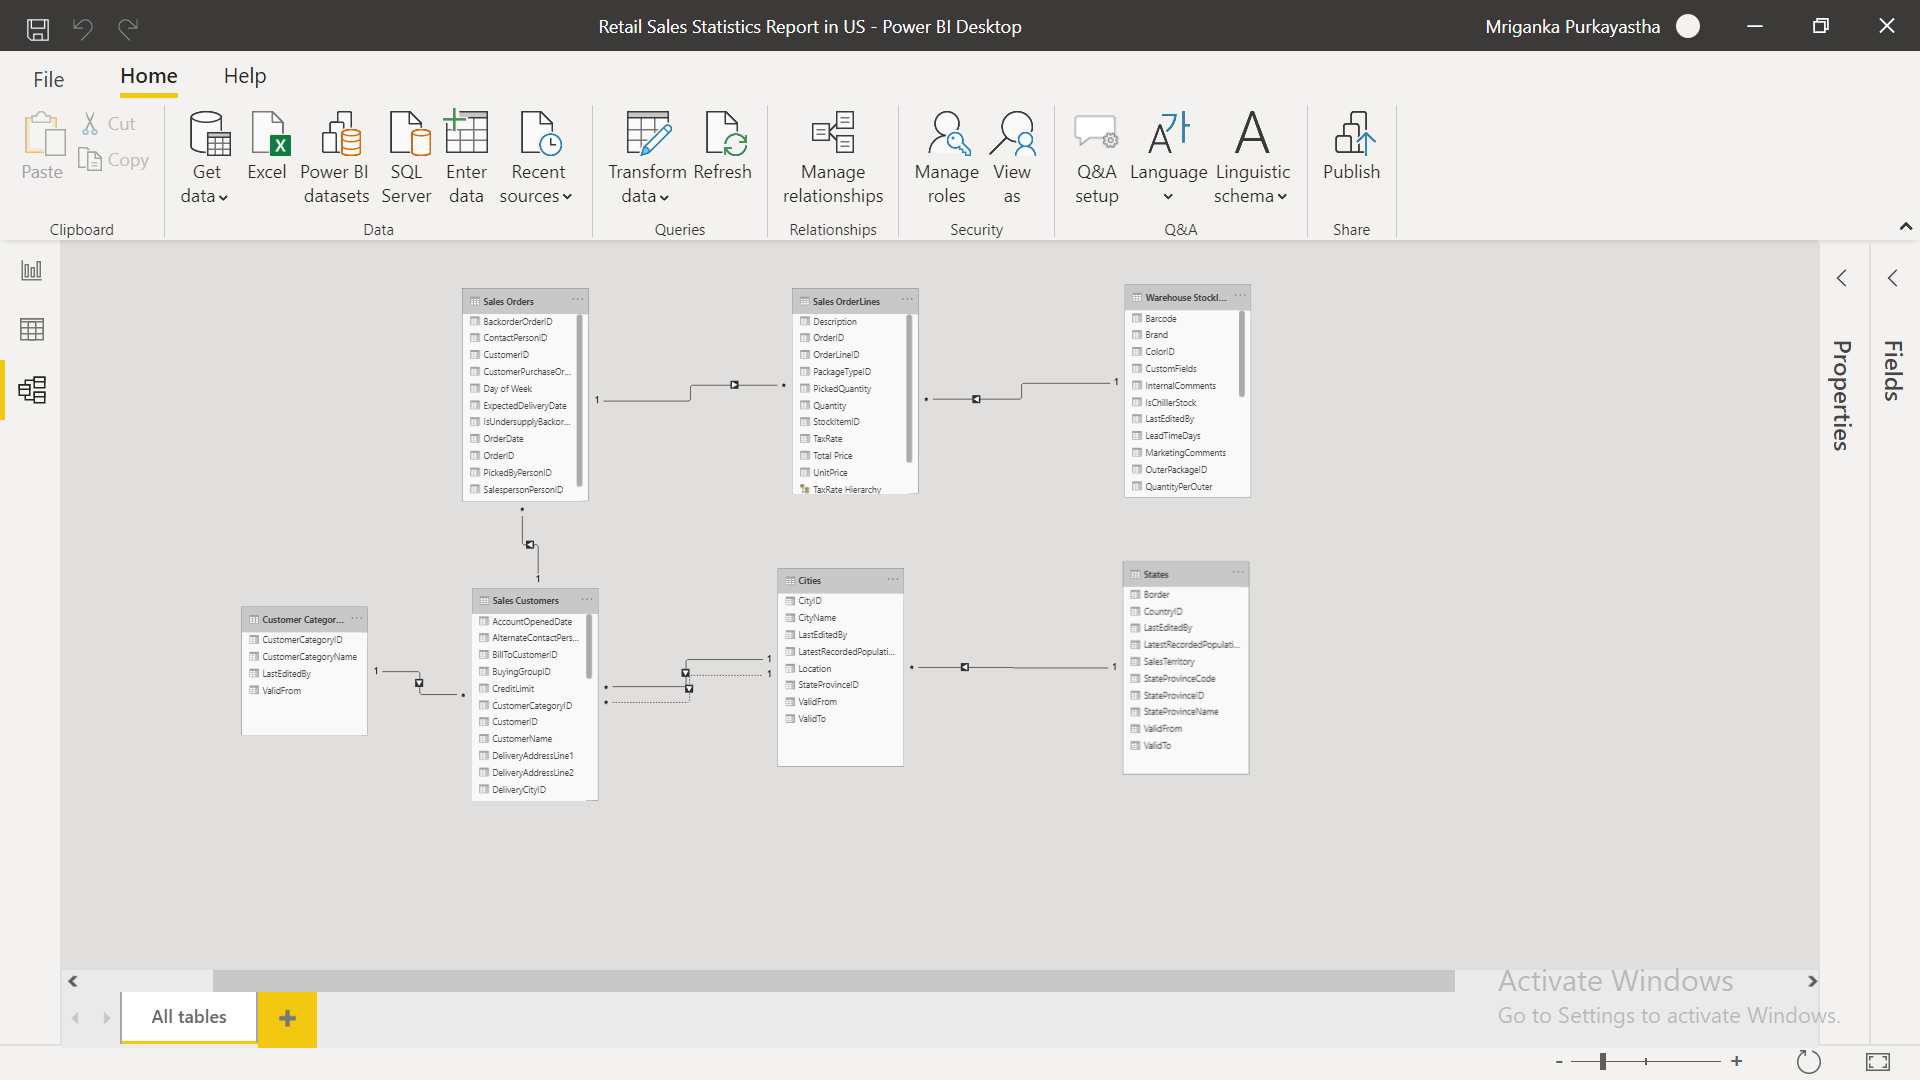 Retail Sales Statistics Report in US - Power BI Desktop
Mriganka Purkayastha
File
Home
Help
Paste
Cut
Copy
Get data
Excel
Power BI datasets
SQL Server
Enter data
Recent sources
Transform data
Refresh
Manage relationships
Manage roles
View as
Q&A setup
Language
Linguistic schema
Publish
Clipboard
Data
Queries
Relationships
Security
Q&A
Share
Sales Orders
BackorderOrderID
ContactPersonID
CustomerID
CustomerPurchaseOr...
Day of Week
ExpectedDeliveryDate
IsUndersupplyBackor...
OrderDate
OrderID
PickedByPersonID
SalespersonPersonID
1
*
Sales OrderLines
Description
OrderID
OrderLineID
PackageTypeID
PickedQuantity
Quantity
StockItemID
TaxRate
Total Price
UnitPrice
TaxRate Hierarchy
*
1
Warehouse StockI...
Barcode
Brand
ColorID
CustomFields
InternalComments
IsChillerStock
LastEditedBy
LeadTimeDays
MarketingComments
OuterPackageID
QuantityPerOuter
*
1
Customer Categor...
CustomerCategoryID
CustomerCategoryName
LastEditedBy
ValidFrom
1
*
Sales Customers
AccountOpenedDate
AlternateContactPers...
BillToCustomerID
BuyingGroupID
CreditLimit
CustomerCategoryID
CustomerID
CustomerName
DeliveryAddressLine1
DeliveryAddressLine2
DeliveryCityID
*
*
1
1
Cities
CityID
CityName
LastEditedBy
LatestRecordedPopulati...
Location
StateProvinceID
ValidFrom
ValidTo
*
1
States
Border
CountryID
LastEditedBy
LatestRecordedPopulati...
SalesTerritory
StateProvinceCode
StateProvinceID
StateProvinceName
ValidFrom
ValidTo
Properties
Fields
Activate Windows
Go to Settings to activate Windows.
All tables
+
-
+